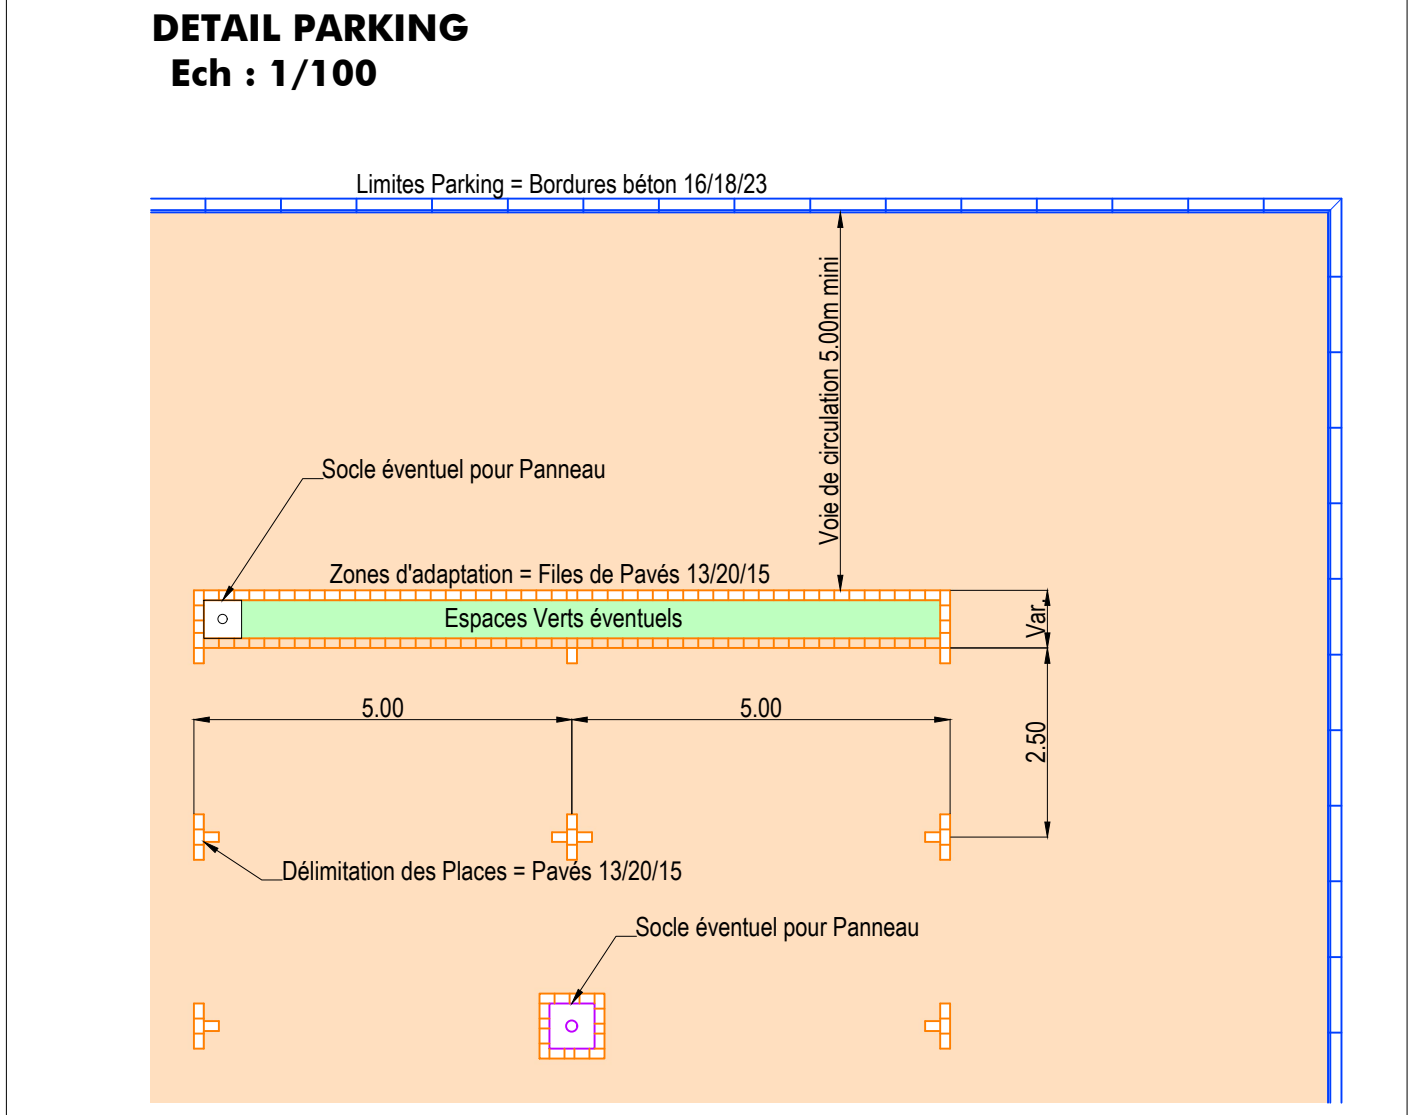 DETAIL PARKING
Ech : 1/100
Limites Parking = Bordures béton 16/18/23
Voie de circulation 5.00m mini
Socle éventuel pour Panneau
Zones d'adaptation = Files de Pavés 13/20/15
Espaces Verts éventuels
Var.
5.00
5.00
2.50
Délimitation des Places = Pavés 13/20/15
Socle éventuel pour Panneau